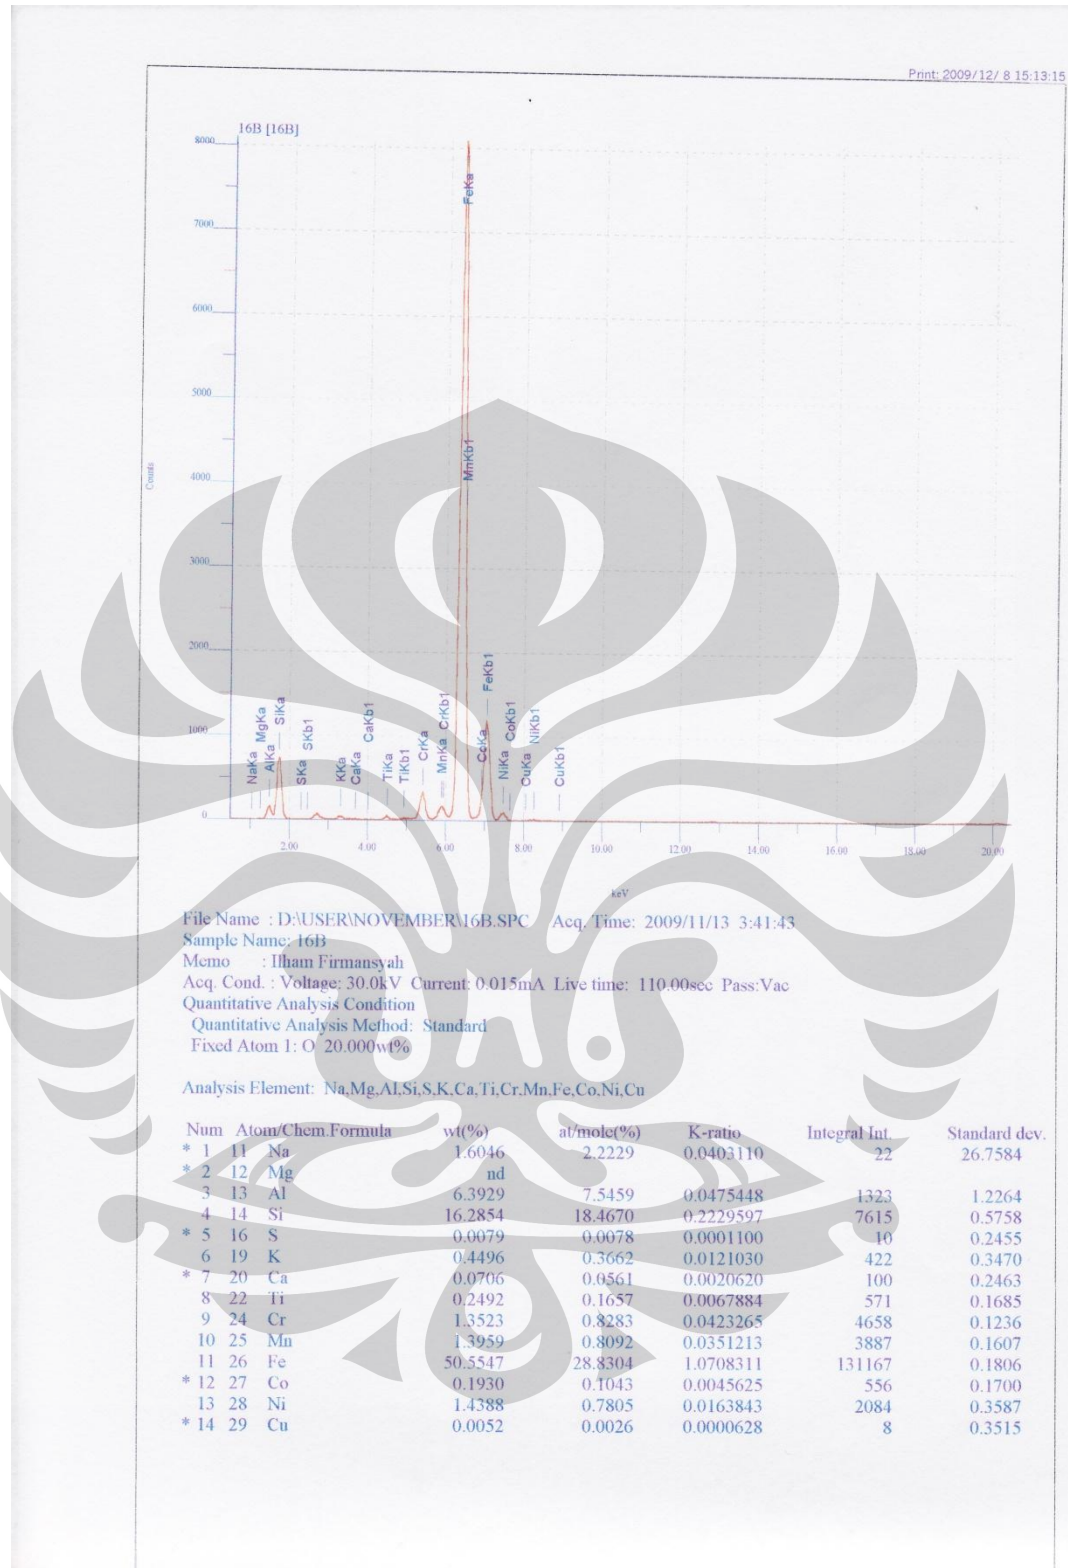 Print: 2009/12/ 8 15:13:15
16B [16B]
8000
7000
6000
5000
4000
3000
2000
1000
0
Counts
FeKa
MnKb1
FeKb1
NaKa
MgKa
AlKa
SiKa
SKa
SKb1
KKa
CaKa
CaKb1
TiKa
TiKb1
CrKa
MnKa
CrKb1
CoKa
NiKa
CoKb1
CuKa
NiKb1
CuKb1
2.00 4.00 6.00 8.00 10.00 12.00 14.00 16.00 18.00 20.00
keV
File Name : D:\USER\NOVEMBER\16B.SPC Acq. Time: 2009/11/13 3:41:43
Sample Name: 16B
Memo : Ilham Firmansyah
Acq. Cond. : Voltage: 30.0kV Current: 0.015mA Live time: 110.00sec Pass:Vac
Quantitative Analysis Condition
Quantitative Analysis Method: Standard
Fixed Atom 1: O 20.000wt%
Analysis Element: Na,Mg,Al,Si,S,K,Ca,Ti,Cr,Mn,Fe,Co,Ni,Cu
Num Atom/Chem.Formula wt(%) at/mole(%) K-ratio Integral Int. Standard dev.
* 1 11 Na 1.6046 2.2229 0.0403110 22 26.7584
* 2 12 Mg nd
3 13 Al 6.3929 7.5459 0.0475448 1323 1.2264
4 14 Si 16.2854 18.4670 0.2229597 7615 0.5758
* 5 16 S 0.0079 0.0078 0.0001100 10 0.2455
6 19 K 0.4496 0.3662 0.0121030 422 0.3470
* 7 20 Ca 0.0706 0.0561 0.0020620 100 0.2463
8 22 Ti 0.2492 0.1657 0.0067884 571 0.1685
9 24 Cr 1.3523 0.8283 0.0423265 4658 0.1236
10 25 Mn 1.3959 0.8092 0.0351213 3887 0.1607
11 26 Fe 50.5547 28.8304 1.0708311 131167 0.1806
* 12 27 Co 0.1930 0.1043 0.0045625 556 0.1700
13 28 Ni 1.4388 0.7805 0.0163843 2084 0.3587
* 14 29 Cu 0.0052 0.0026 0.0000628 8 0.3515